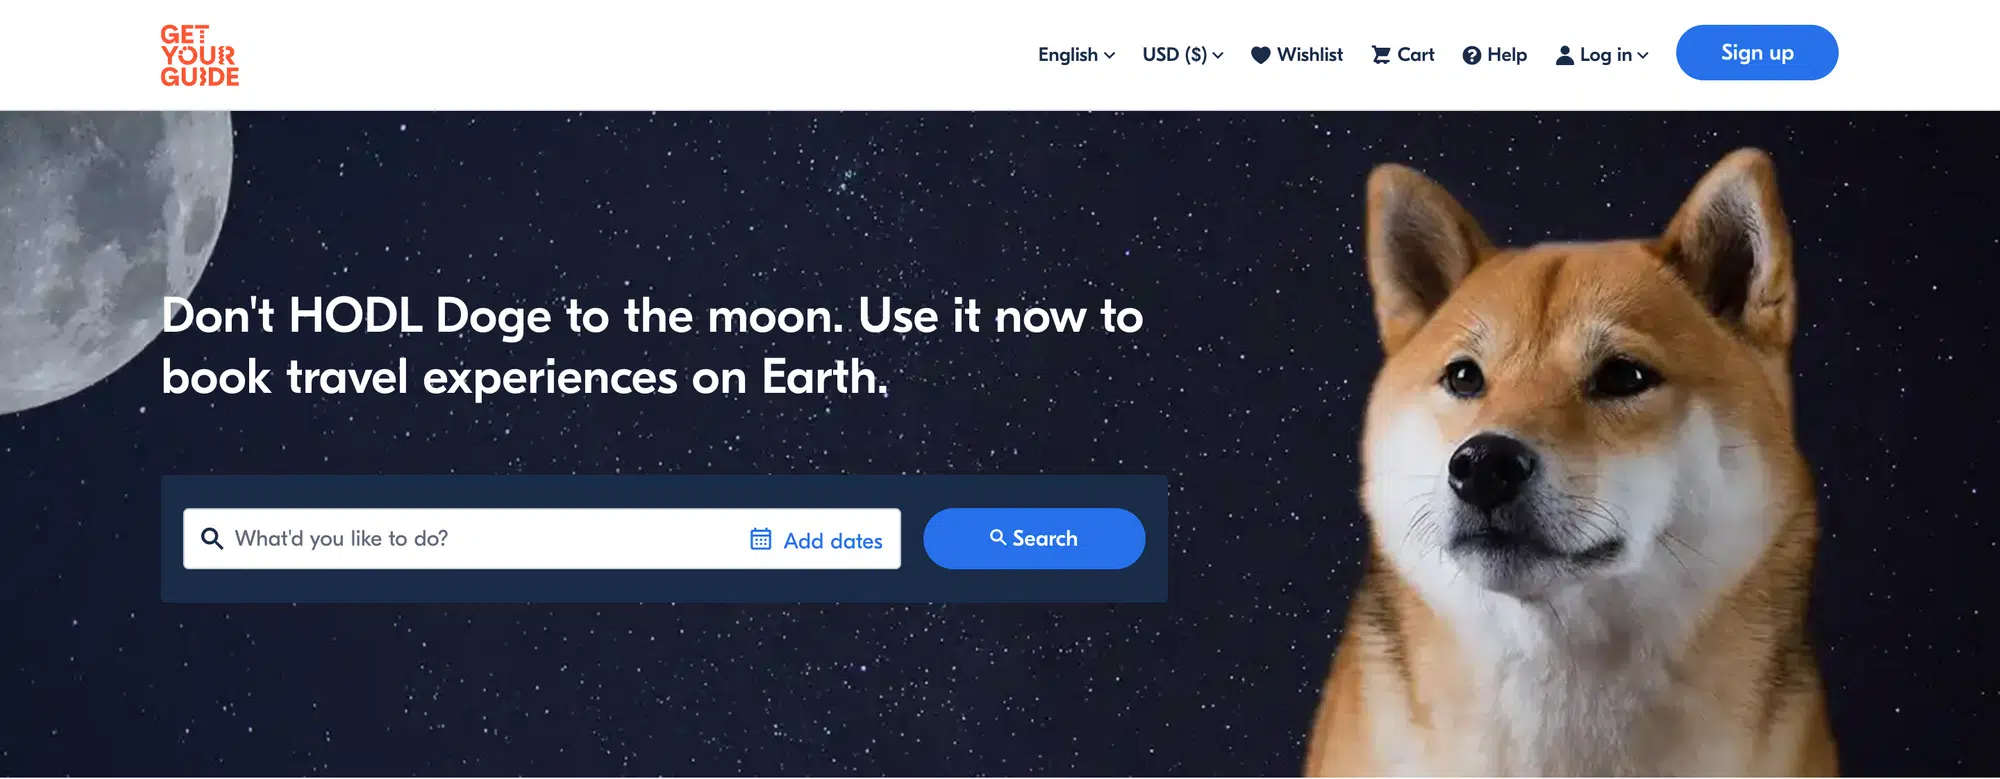 GET
YOUR
GUIDE
English
USD ($)
Wishlist
Cart
Help
Log in
Sign up
Don't HODL Doge to the moon. Use it now to
book travel experiences on Earth.
What'd you like to do?
Add dates
Search